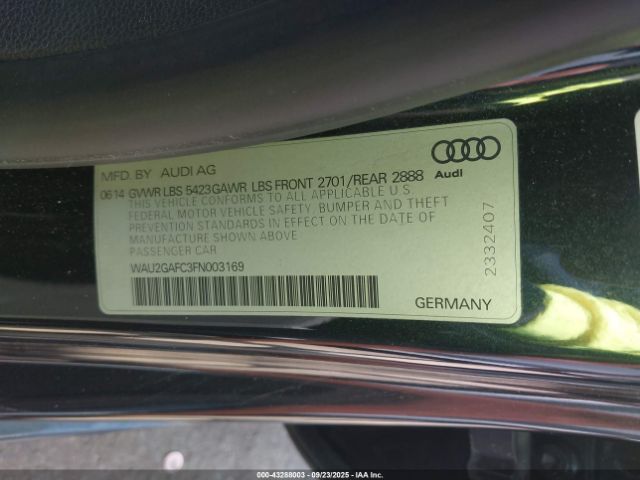 MFD. BY AUDI AG
0614 GVWR LBS 5423GAWR LBS FRONT 2701/REAR 2888
THIS VEHICLE CONFORMS TO ALL APPLICABLE U.S.
FEDERAL MOTOR VEHICLE SAFETY, BUMPER AND THEFT
PREVENTION STANDARDS IN EFFECT ON THE DATE OF
MANUFACTURE SHOWN ABOVE
PASSENGER CAR
WAU2GAFC3FN003169
Audi
2332407
GERMANY
000-43288003 - 09/23/2025 - IAAI.COM